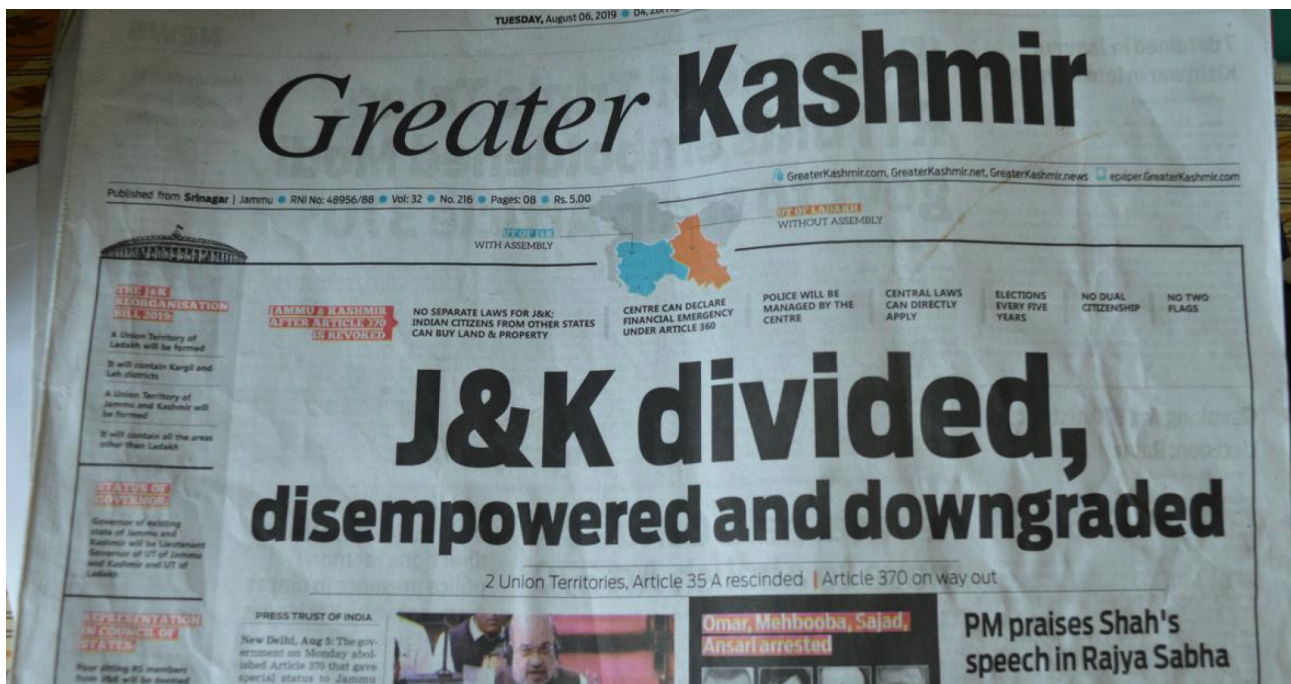 TUESDAY, August 06, 2019
Greater Kashmir
GreaterKashmir.com, GreaterKashmir.net, GreaterKashmir.news epaper.GreaterKashmir.com
Published from Srinagar | Jammu ● RNI No: 48956/88 ● Vol: 32 ● No. 216 ● Pages: 08 ● Rs. 5.00
UT OF J&K
WITH ASSEMBLY
UT OF LADAKH
WITHOUT ASSEMBLY
THE J&K
REORGANISATION
BILL 2019:
A Union Territory of
Ladakh will be formed
It will contain Kargil and
Leh districts
A Union Territory of
Jammu and Kashmir will
be formed
It will contain all the areas
other than Ladakh
STATUS OF
GOVERNOR:
Governor of existing
state of Jammu and
Kashmir will be Lieutenant
Governor of UT of Jammu
and Kashmir and UT of
Ladakh
REPRESENTATION
IN COUNCIL OF
STATES:
Four sitting RS members
from J&K will be deemed
JAMMU & KASHMIR
AFTER ARTICLE 370
IS REVOKED
NO SEPARATE LAWS FOR J&K;
INDIAN CITIZENS FROM OTHER STATES
CAN BUY LAND & PROPERTY
CENTRE CAN DECLARE
FINANCIAL EMERGENCY
UNDER ARTICLE 360
POLICE WILL BE
MANAGED BY THE
CENTRE
CENTRAL LAWS
CAN DIRECTLY
APPLY
ELECTIONS
EVERY FIVE
YEARS
NO DUAL
CITIZENSHIP
NO TWO
FLAGS
J&K divided,
disempowered and downgraded
2 Union Territories, Article 35 A rescinded | Article 370 on way out
PRESS TRUST OF INDIA
New Delhi, Aug 5: The gov-
ernment on Monday abol-
ished Article 370 that gave
special status to Jammu
Omar, Mehbooba, Sajad,
Ansari arrested
PM praises Shah's
speech in Rajya Sabha